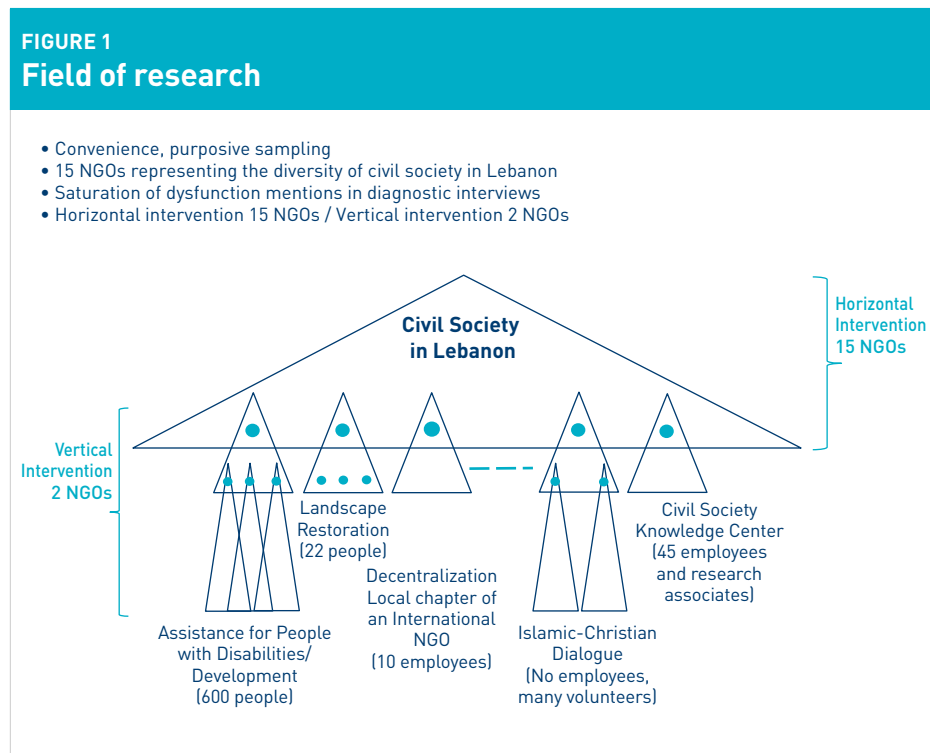 FIGURE 1
Field of research
• Convenience, purposive sampling
• 15 NGOs representing the diversity of civil society in Lebanon
• Saturation of dysfunction mentions in diagnostic interviews
• Horizontal intervention 15 NGOs / Vertical intervention 2 NGOs
Civil Society
in Lebanon
Horizontal
Intervention
15 NGOs
Vertical
Intervention
2 NGOs
Landscape
Restoration
(22 people)
Civil Society
Knowledge Center
(45 employees
and research
associates)
Decentralization
Local chapter of
an International
NGO
(10 employees)
Assistance for People
with Disabilities/
Development
(600 people)
Islamic-Christian
Dialogue
(No employees,
many volunteers)